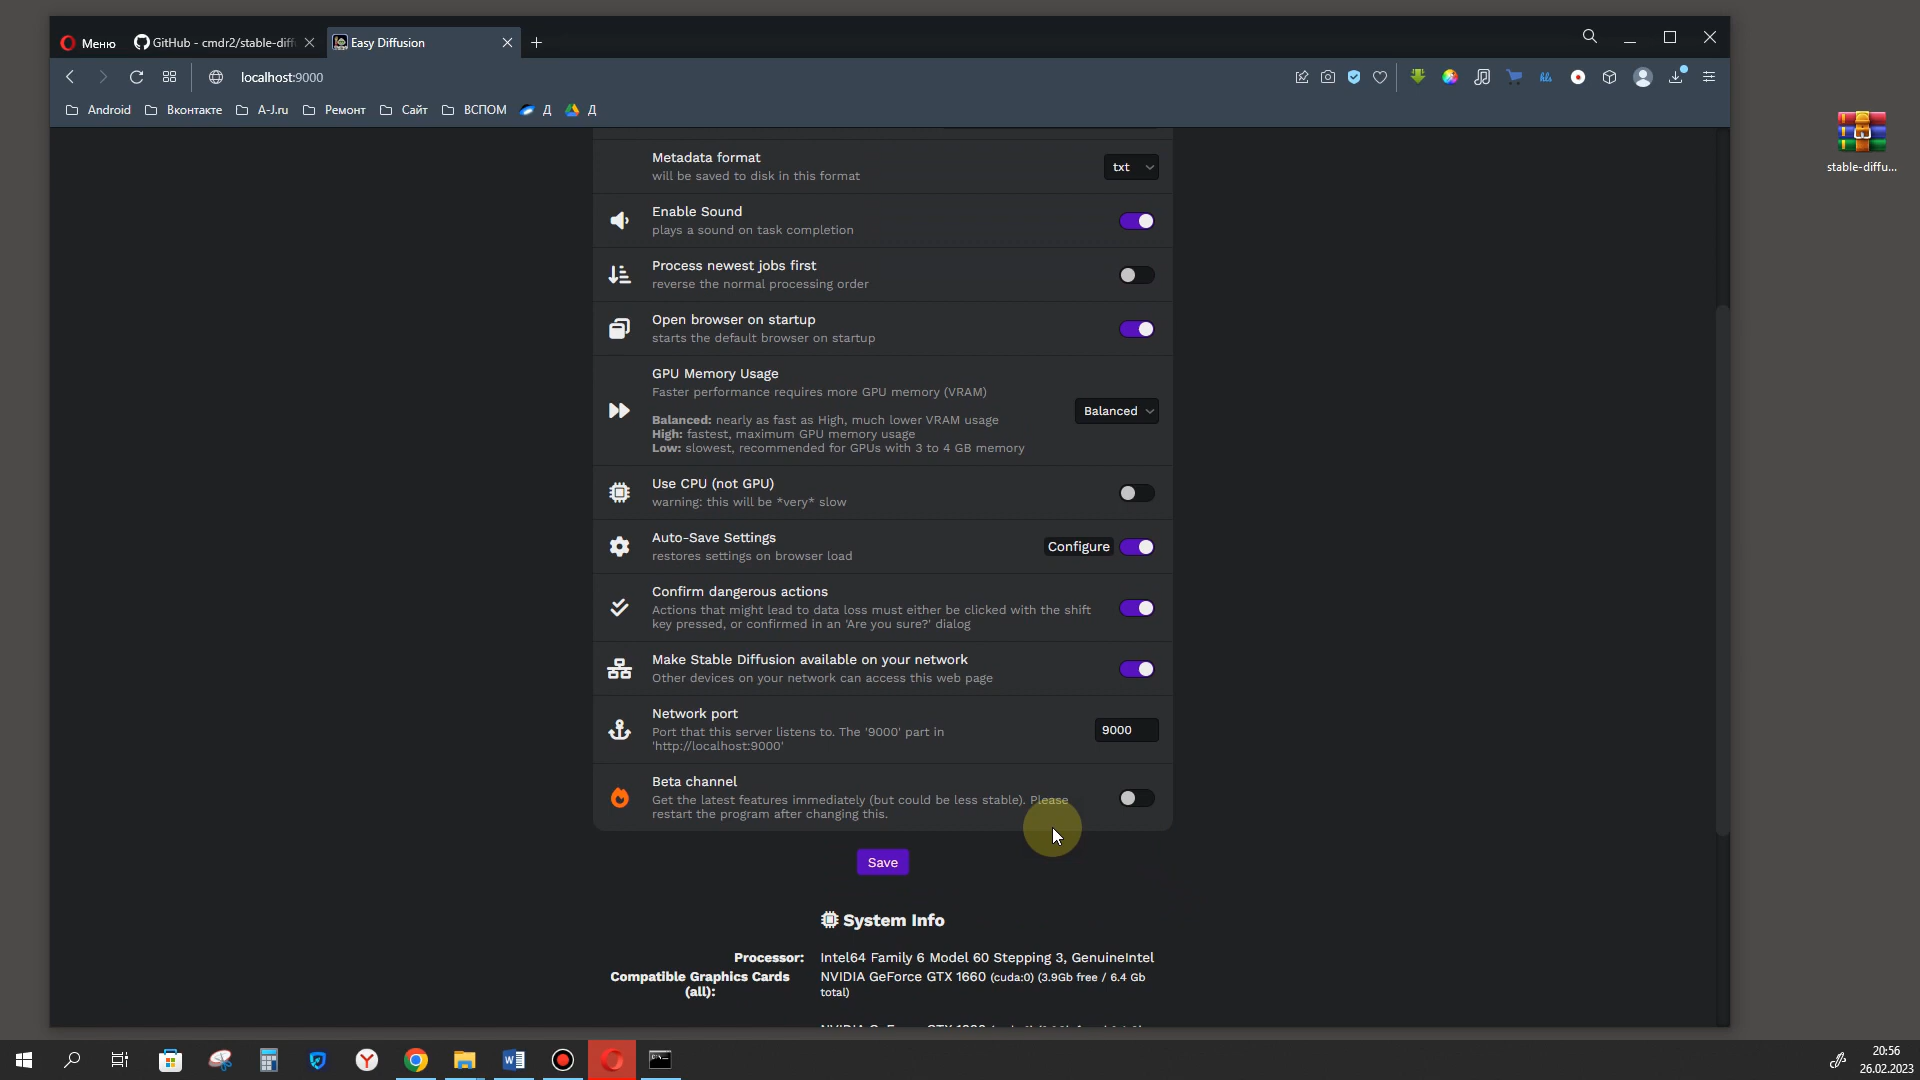 Меню
GitHub - cmdr2/stable-diff
Easy Diffusion
localhost:9000
Android
Вконтакте
A-J.ru
Ремонт
Сайт
ВСПОМ
Д
Д
stable-diffu...
Metadata format
will be saved to disk in this format
txt
Enable Sound
plays a sound on task completion
Process newest jobs first
reverse the normal processing order
Open browser on startup
starts the default browser on startup
GPU Memory Usage
Faster performance requires more GPU memory (VRAM)
Balanced: nearly as fast as High, much lower VRAM usage
High: fastest, maximum GPU memory usage
Low: slowest, recommended for GPUs with 3 to 4 GB memory
Balanced
Use CPU (not GPU)
warning: this will be *very* slow
Auto-Save Settings
restores settings on browser load
Configure
Confirm dangerous actions
Actions that might lead to data loss must either be clicked with the shift
key pressed, or confirmed in an 'Are you sure?' dialog
Make Stable Diffusion available on your network
Other devices on your network can access this web page
Network port
Port that this server listens to. The '9000' part in
'http://localhost:9000'
9000
Beta channel
Get the latest features immediately (but could be less stable). Please
restart the program after changing this.
Save
System Info
Processor: Intel64 Family 6 Model 60 Stepping 3, GenuineIntel
Compatible Graphics Cards NVIDIA GeForce GTX 1660 (cuda:0) (3.9Gb free / 6.4 Gb
(all): total)
20:56
26.02.2023